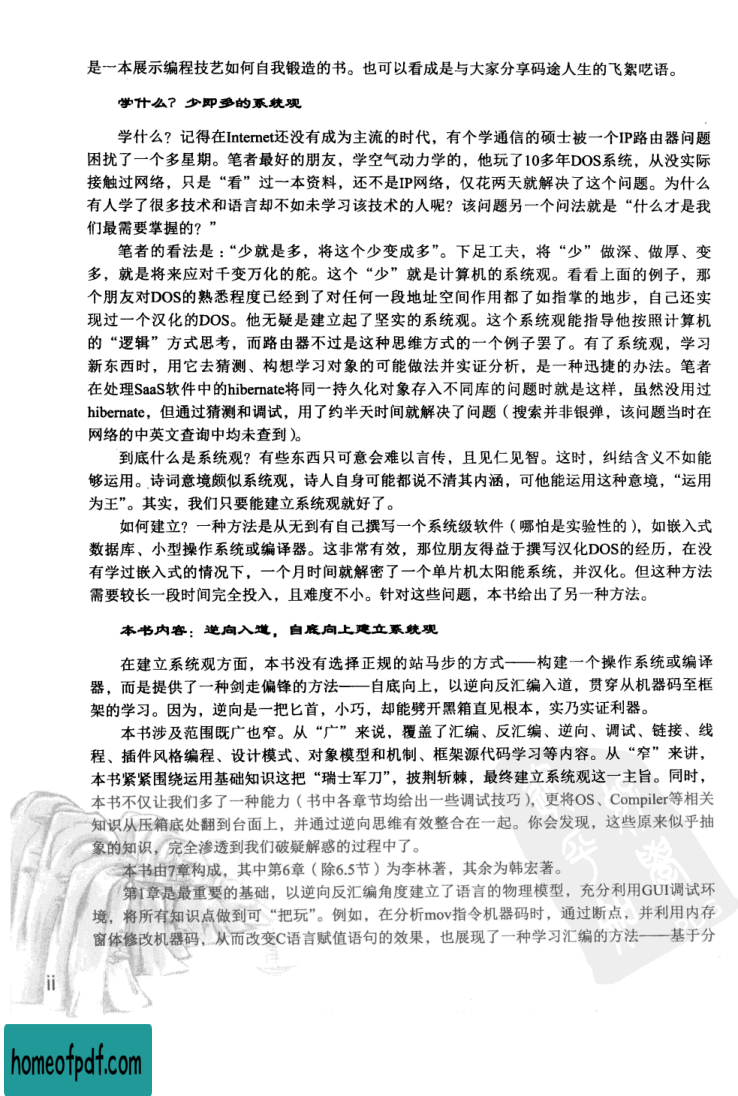 是一本展示编程技艺如何自我锻造的书。也可以看成是与大家分享码途人生的飞絮呓语。
学什么？少即多的系统观
学什么？记得在Internet还没有成为主流的时代，有个学通信的硕士被一个IP路由器问题
困扰了一个多星期。笔者最好的朋友，学空气动力学的，他玩了10多年DOS系统，从没实际
接触过网络，只是“看”过一本资料，还不是IP网络，仅花两天就解决了这个问题。为什么
有人学了很多技术和语言却不如未学习该技术的人呢？该问题另一个问法就是“什么才是我
们最需要掌握的？”
笔者的看法是：“少就是多，将这个少变成多”。下足工夫，将“少”做深、做厚、变
多，就是将来应对千变万化的舵。这个“少”就是计算机的系统观。看看上面的例子，那
个朋友对DOS的熟悉程度已经到了对任何一段地址空间作用都了如指掌的地步，自己还实
现过一个汉化的DOS。他无疑是建立起了坚实的系统观。这个系统观能指导他按照计算机
的“逻辑”方式思考，而路由器不过是这种思维方式的一个例子罢了。有了系统观，学习
新东西时，用它去猜测、构想学习对象的可能做法并实证分析，是一种迅捷的办法。笔者
在处理SaaS软件中的hibernate将同一持久化对象存入不同库的问题时就是这样，虽然没用过
hibernate，但通过猜测和调试，用了约半天时间就解决了问题（搜索并非银弹，该问题当时在
网络的中英文查询中均未查到）。
到底什么是系统观？有些东西只可意会难以言传，且见仁见智。这时，纠结含义不如能
够运用。诗词意境颇似系统观，诗人自身可能都说不清其内涵，可他能运用这种意境，“运用
为王”。其实，我们只要能建立系统观就好了。
如何建立？一种方法是从无到有自己撰写一个系统级软件（哪怕是实验性的），如嵌入式
数据库、小型操作系统或编译器。这非常有效，那位朋友得益于撰写汉化DOS的经历，在没
有学过嵌入式的情况下，一个月时间就解密了一个单片机太阳能系统，并汉化。但这种方法
需要较长一段时间完全投入，且难度不小。针对这些问题，本书给出了另一种方法。
本书内容：逆向入道，自底向上建立系统观
在建立系统观方面，本书没有选择正规的站马步的方式——构建一个操作系统或编译
器，而是提供了一种剑走偏锋的方法——自底向上，以逆向反汇编入道，贯穿从机器码至框
架的学习。因为，逆向是一把匕首，小巧，却能劈开黑箱直见根本，实乃实证利器。
本书涉及范围既广也窄。从“广”来说，覆盖了汇编、反汇编、逆向、调试、链接、线
程、插件风格编程、设计模式、对象模型和机制、框架源代码学习等内容。从“窄”来讲，
本书紧紧围绕运用基础知识这把“瑞士军刀”，披荆斩棘，最终建立系统观这一主旨。同时，
本书不仅让我们多了一种能力（书中各章节均给出一些调试技巧），更将OS、Compiler等相关
知识从压箱底处翻到台面上，并通过逆向思维有效整合在一起。你会发现，这些原来似乎抽
象的知识，完全渗透到我们破疑解惑的过程中了。
本书由7章构成，其中第6章（除6.5节）为李林著，其余为韩宏著。
第1章是最重要的基础，以逆向反汇编角度建立了语言的物理模型，充分利用GUI调试环
境，将所有知识点做到可“把玩”。例如，在分析mov指令机器码时，通过断点，并利用内存
窗体修改机器码，从而改变C语言赋值语句的效果，也展现了一种学习汇编的方法——基于分
ii
homeofpdf.com